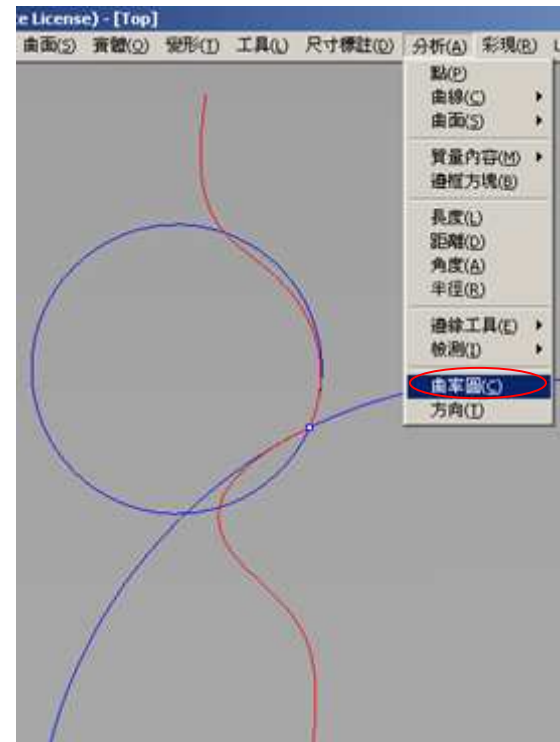 te License) - [Top]
曲面(S) 實體(O) 變形(T) 工具(L) 尺寸標註(D) 分析(A) 彩現(R)
點(P)
曲線(C)
曲面(S)
質量內容(M)
邊框方塊(B)
長度(L)
距離(D)
角度(A)
半徑(R)
邊緣工具(E)
檢測(I)
曲率圖(C)
方向(T)